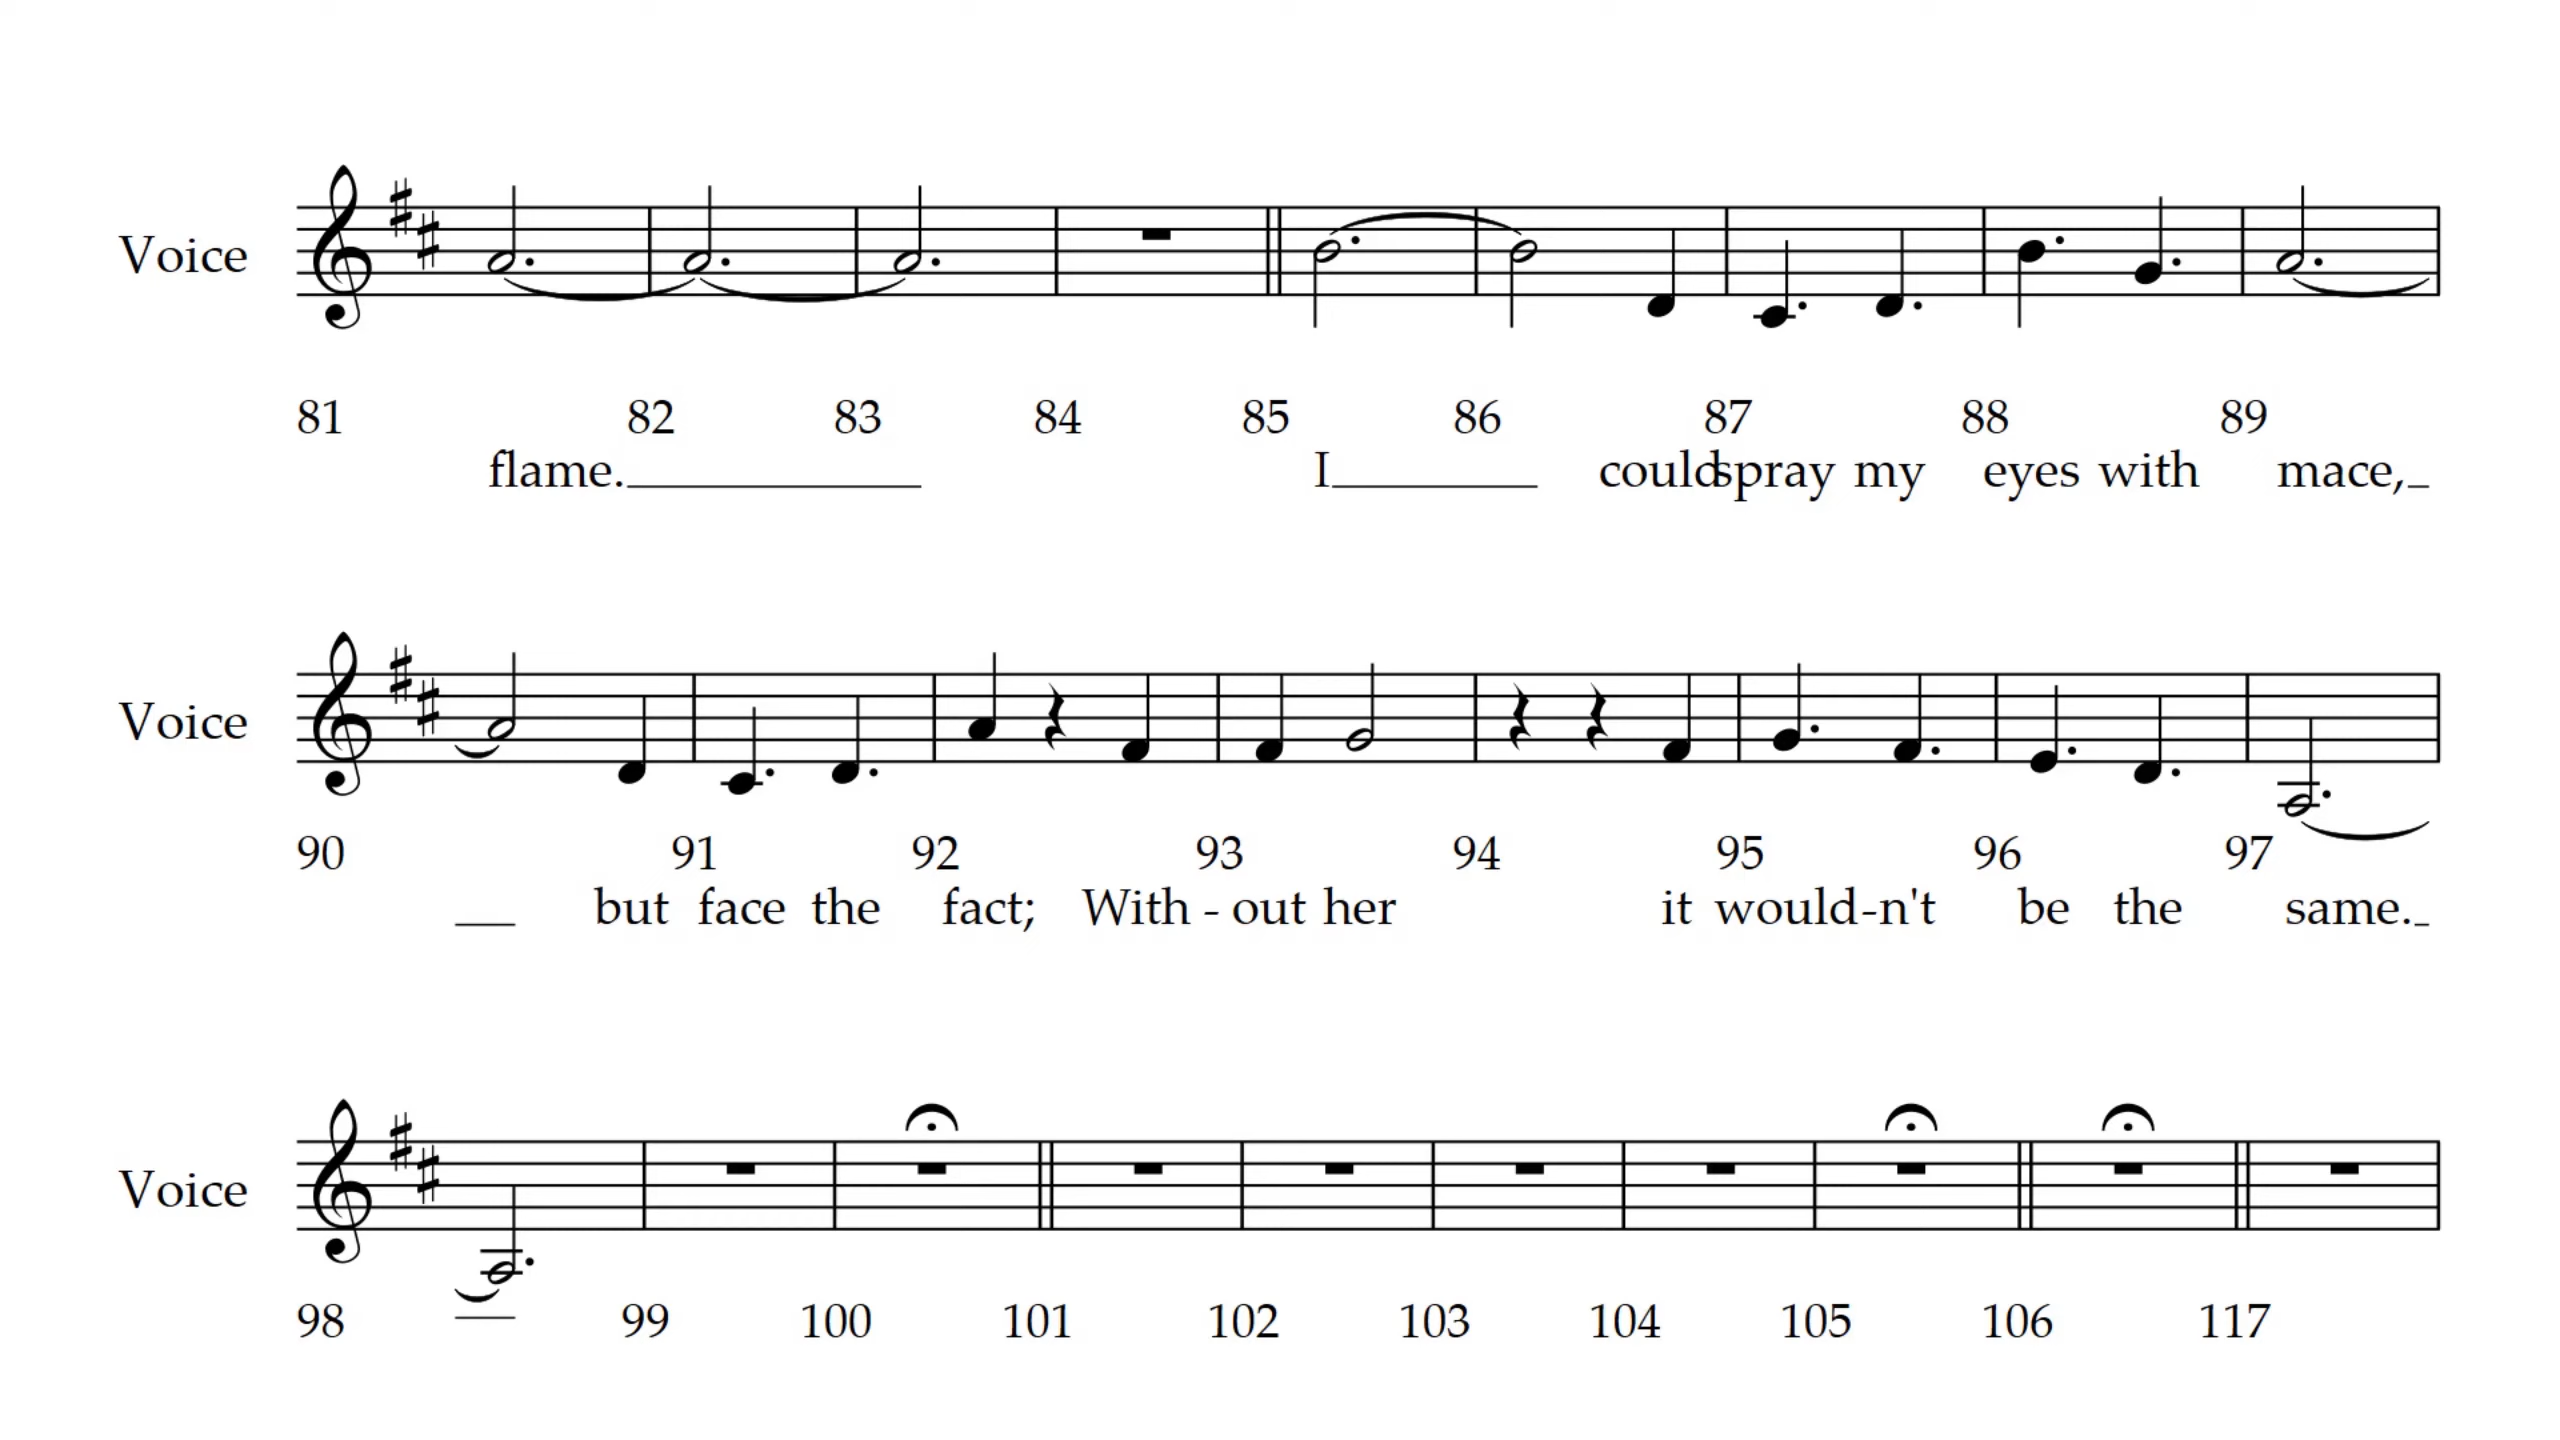 Voice
81 82 83 84 85 86 87 88 89
flame. I could spray my eyes with mace,
Voice
90 91 92 93 94 95 96 97
but face the fact; With - out her it would-n't be the same.
Voice
98 99 100 101 102 103 104 105 106 117